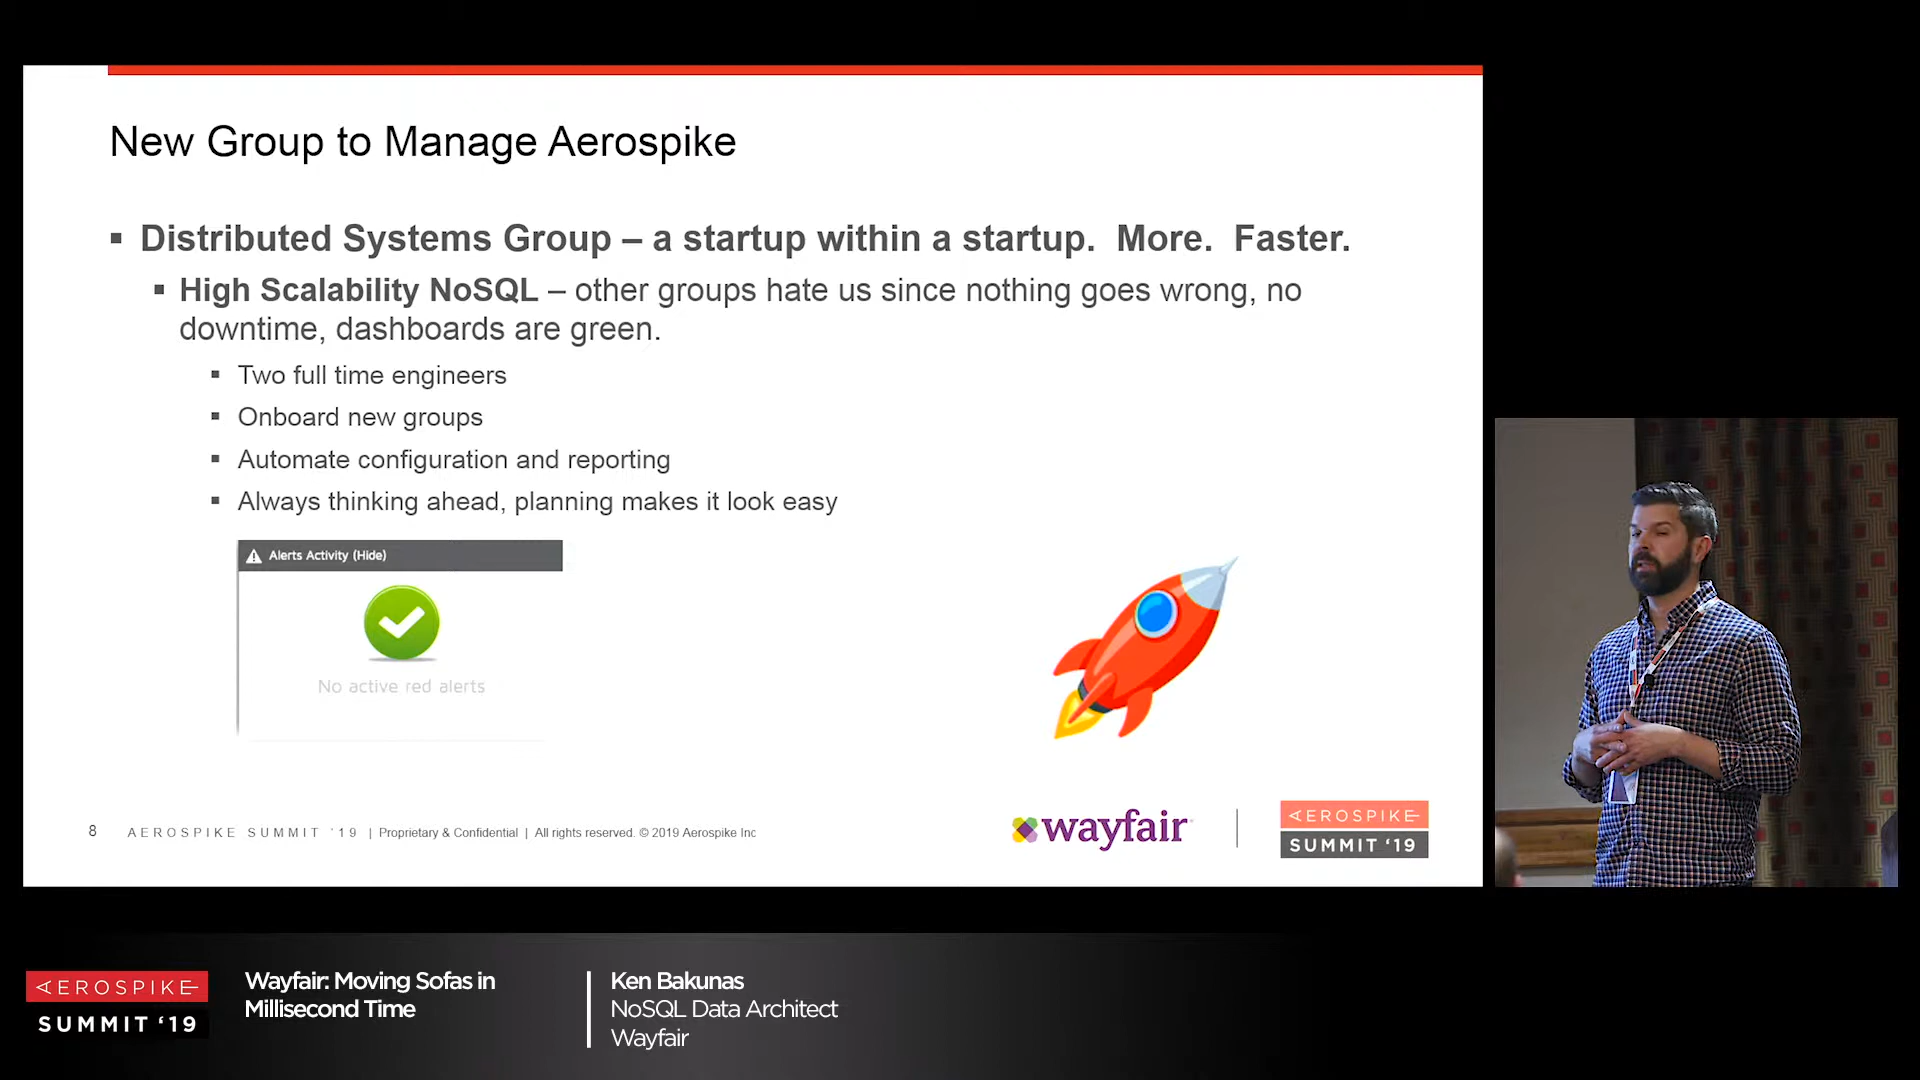 New Group to Manage Aerospike
▪ Distributed Systems Group – a startup within a startup. More. Faster.
▪ High Scalability NoSQL – other groups hate us since nothing goes wrong, no
downtime, dashboards are green.
▪ Two full time engineers
▪ Onboard new groups
▪ Automate configuration and reporting
▪ Always thinking ahead, planning makes it look easy
Alerts Activity (Hide)
No active red alerts
8 AEROSPIKE SUMMIT '19 | Proprietary & Confidential | All rights reserved. © 2019 Aerospike Inc
wayfair
AEROSPIKE
SUMMIT '19
AEROSPIKE
SUMMIT '19
Wayfair: Moving Sofas in
Millisecond Time
Ken Bakunas
NoSQL Data Architect
Wayfair